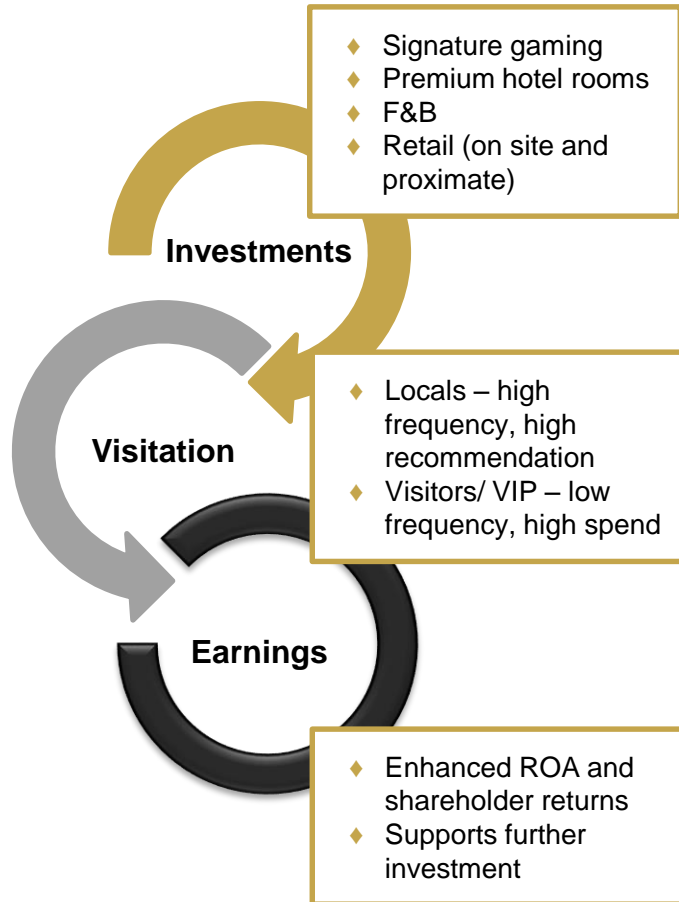 ♦ Signature gaming
♦ Premium hotel rooms
♦ F&B
♦ Retail (on site and
proximate)
Investments
♦ Locals – high
frequency, high
recommendation
♦ Visitors/ VIP – low
frequency, high spend
Visitation
Earnings
♦ Enhanced ROA and
shareholder returns
♦ Supports further
investment